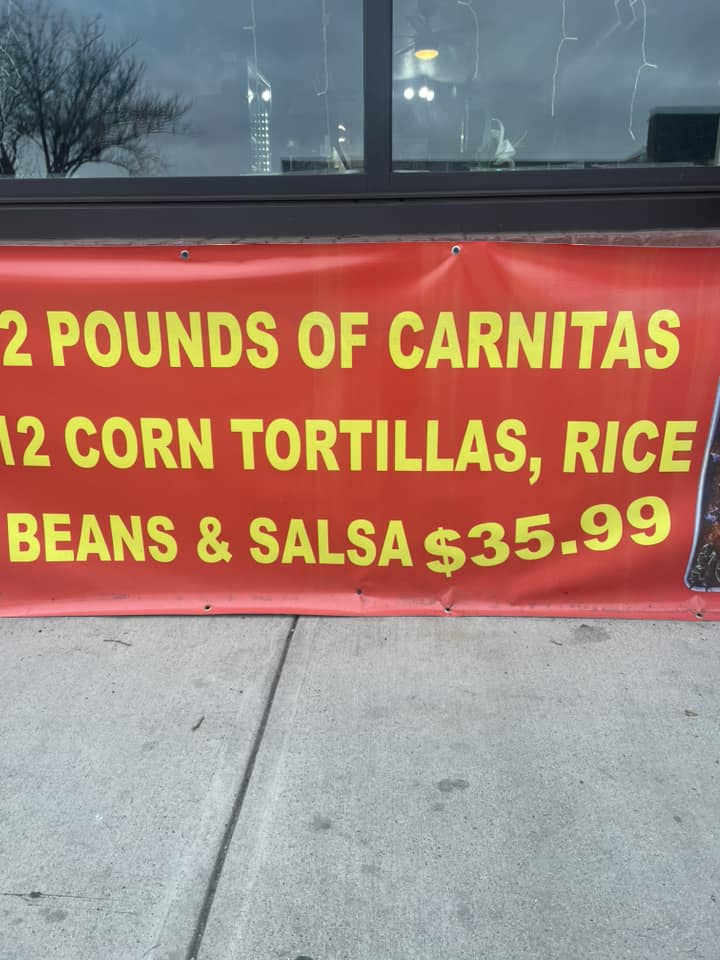 2 POUNDS OF CARNITAS
12 CORN TORTILLAS, RICE
BEANS & SALSA $35.99